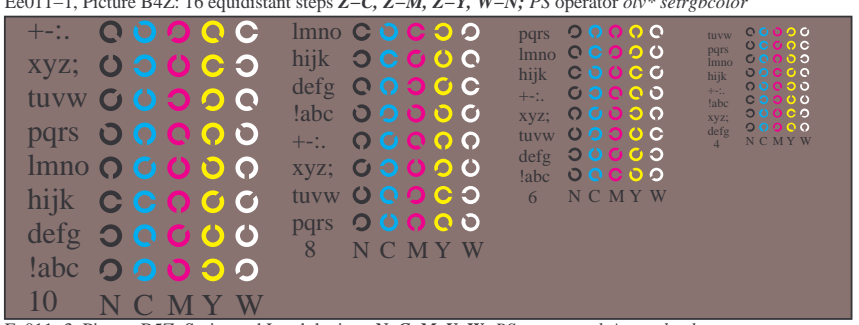 Ee011−1, Picture B4Z: 16 equidistant steps Z−C, Z−M, Z−Y, W−N; PS operator olv* setrgbcolor
+-:.
xyz;
tuvw
pqrs
lmno
hijk
defg
!abc
10 N C M Y W
lmno
hijk
defg
!abc
+-:.
xyz;
tuvw
pqrs
8 N C M Y W
pqrs
lmno
hijk
+-:.
xyz;
tuvw
defg
!abc
6 N C M Y W
tuvw
pqrs
lmno
hijk
+-:.
!abc
xyz;
defg
4 N C M Y W